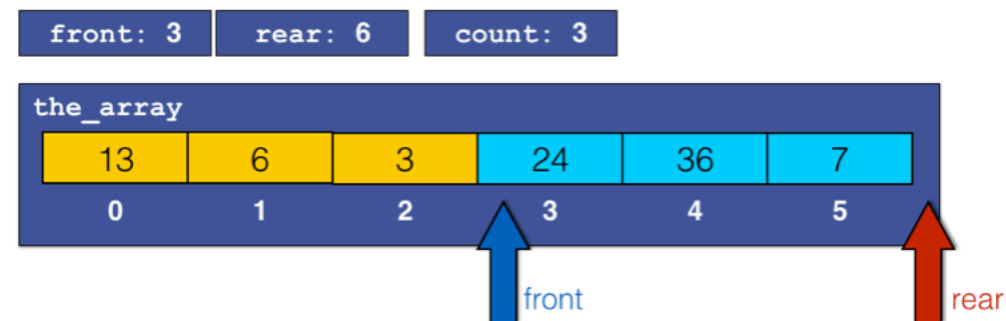 front: 3 rear: 6 count: 3
the_array
13 6 3 24 36 7
0 1 2 3 4 5
front rear